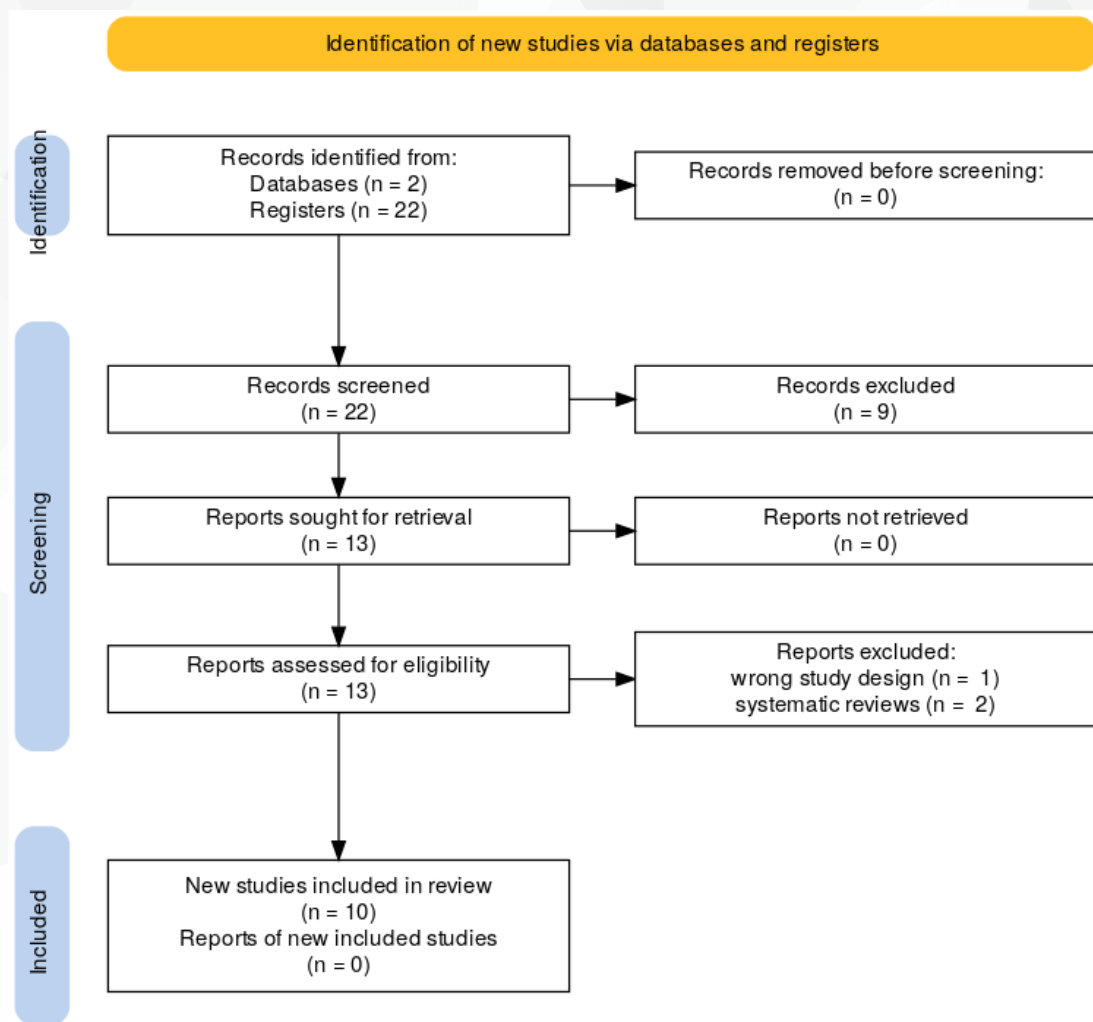 Identification of new studies via databases and registers
Identification
Records identified from:
Databases (n = 2)
Registers (n = 22)
Records removed before screening:
(n = 0)
Screening
Records screened
(n = 22)
Records excluded
(n = 9)
Reports sought for retrieval
(n = 13)
Reports not retrieved
(n = 0)
Reports assessed for eligibility
(n = 13)
Reports excluded:
wrong study design (n =  1)
systematic reviews (n =  2)
Included
New studies included in review
(n = 10)
Reports of new included studies
(n = 0)